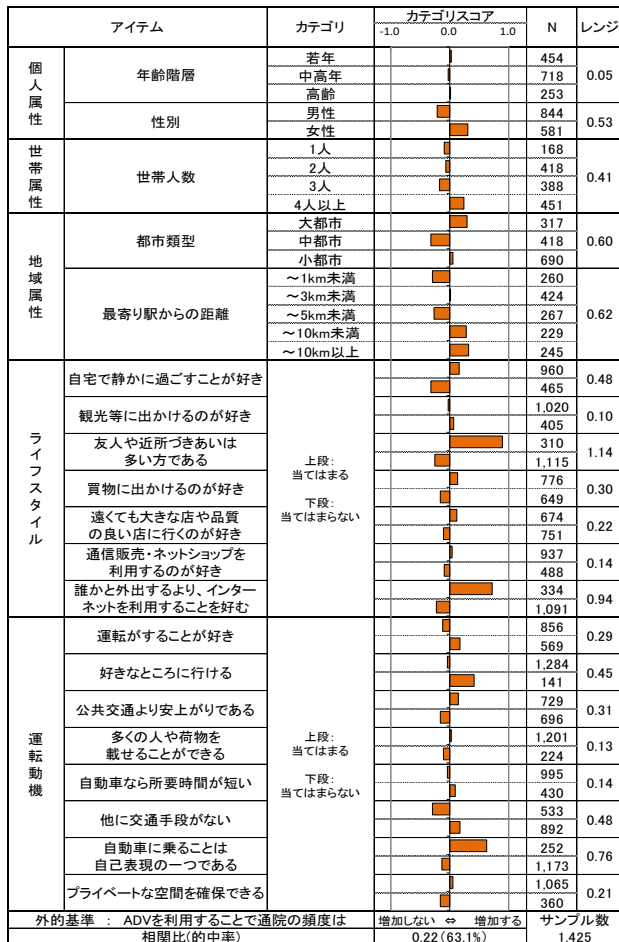 アイテム カテゴリ カテゴリスコア N レンジ
-1.0 0.0 1.0
個人属性 年齢階層 若年 454 0.05
中高年 718
高齢 253
性別 男性 844 0.53
女性 581
世帯属性 世帯人数 1人 168 0.41
2人 418
3人 388
4人以上 451
地域属性 都市類型 大都市 317 0.60
中都市 418
小都市 690
最寄り駅からの距離 ～1km未満 260 0.62
～3km未満 424
～5km未満 267
～10km未満 229
～10km以上 245
ライフスタイル 自宅で静かに過ごすことが好き 960 0.48
465
観光等に出かけるのが好き 1,020 0.10
405
友人や近所づきあいは 310 1.14
多い方である 1,115
上段：
当てはまる
下段：
当てはまらない
買物に出かけるのが好き 776 0.30
649
遠くても大きな店や品質 674 0.22
の良い店に行くのが好き 751
通信販売・ネットショップを 937 0.14
利用するのが好き 488
誰かと外出するより、インター 334 0.94
ネットを利用することを好む 1,091
運転動機 運転がすることが好き 856 0.29
569
好きなところに行ける 1,284 0.45
141
公共交通より安上がりである 729 0.31
696
多くの人や荷物を 1,201 0.13
載せることができる 224
上段：
当てはまる
下段：
当てはまらない
自動車なら所要時間が短い 995 0.14
430
他に交通手段がない 533 0.48
892
自動車に乗ることは 252 0.76
自己表現の一つである 1,173
プライベートな空間を確保できる 1,065 0.21
360
外的基準 ： ADVを利用することで通院の頻度は 増加しない ⇔ 増加する サンプル数
相関比(的中率) 0.22(63.1%) 1,425